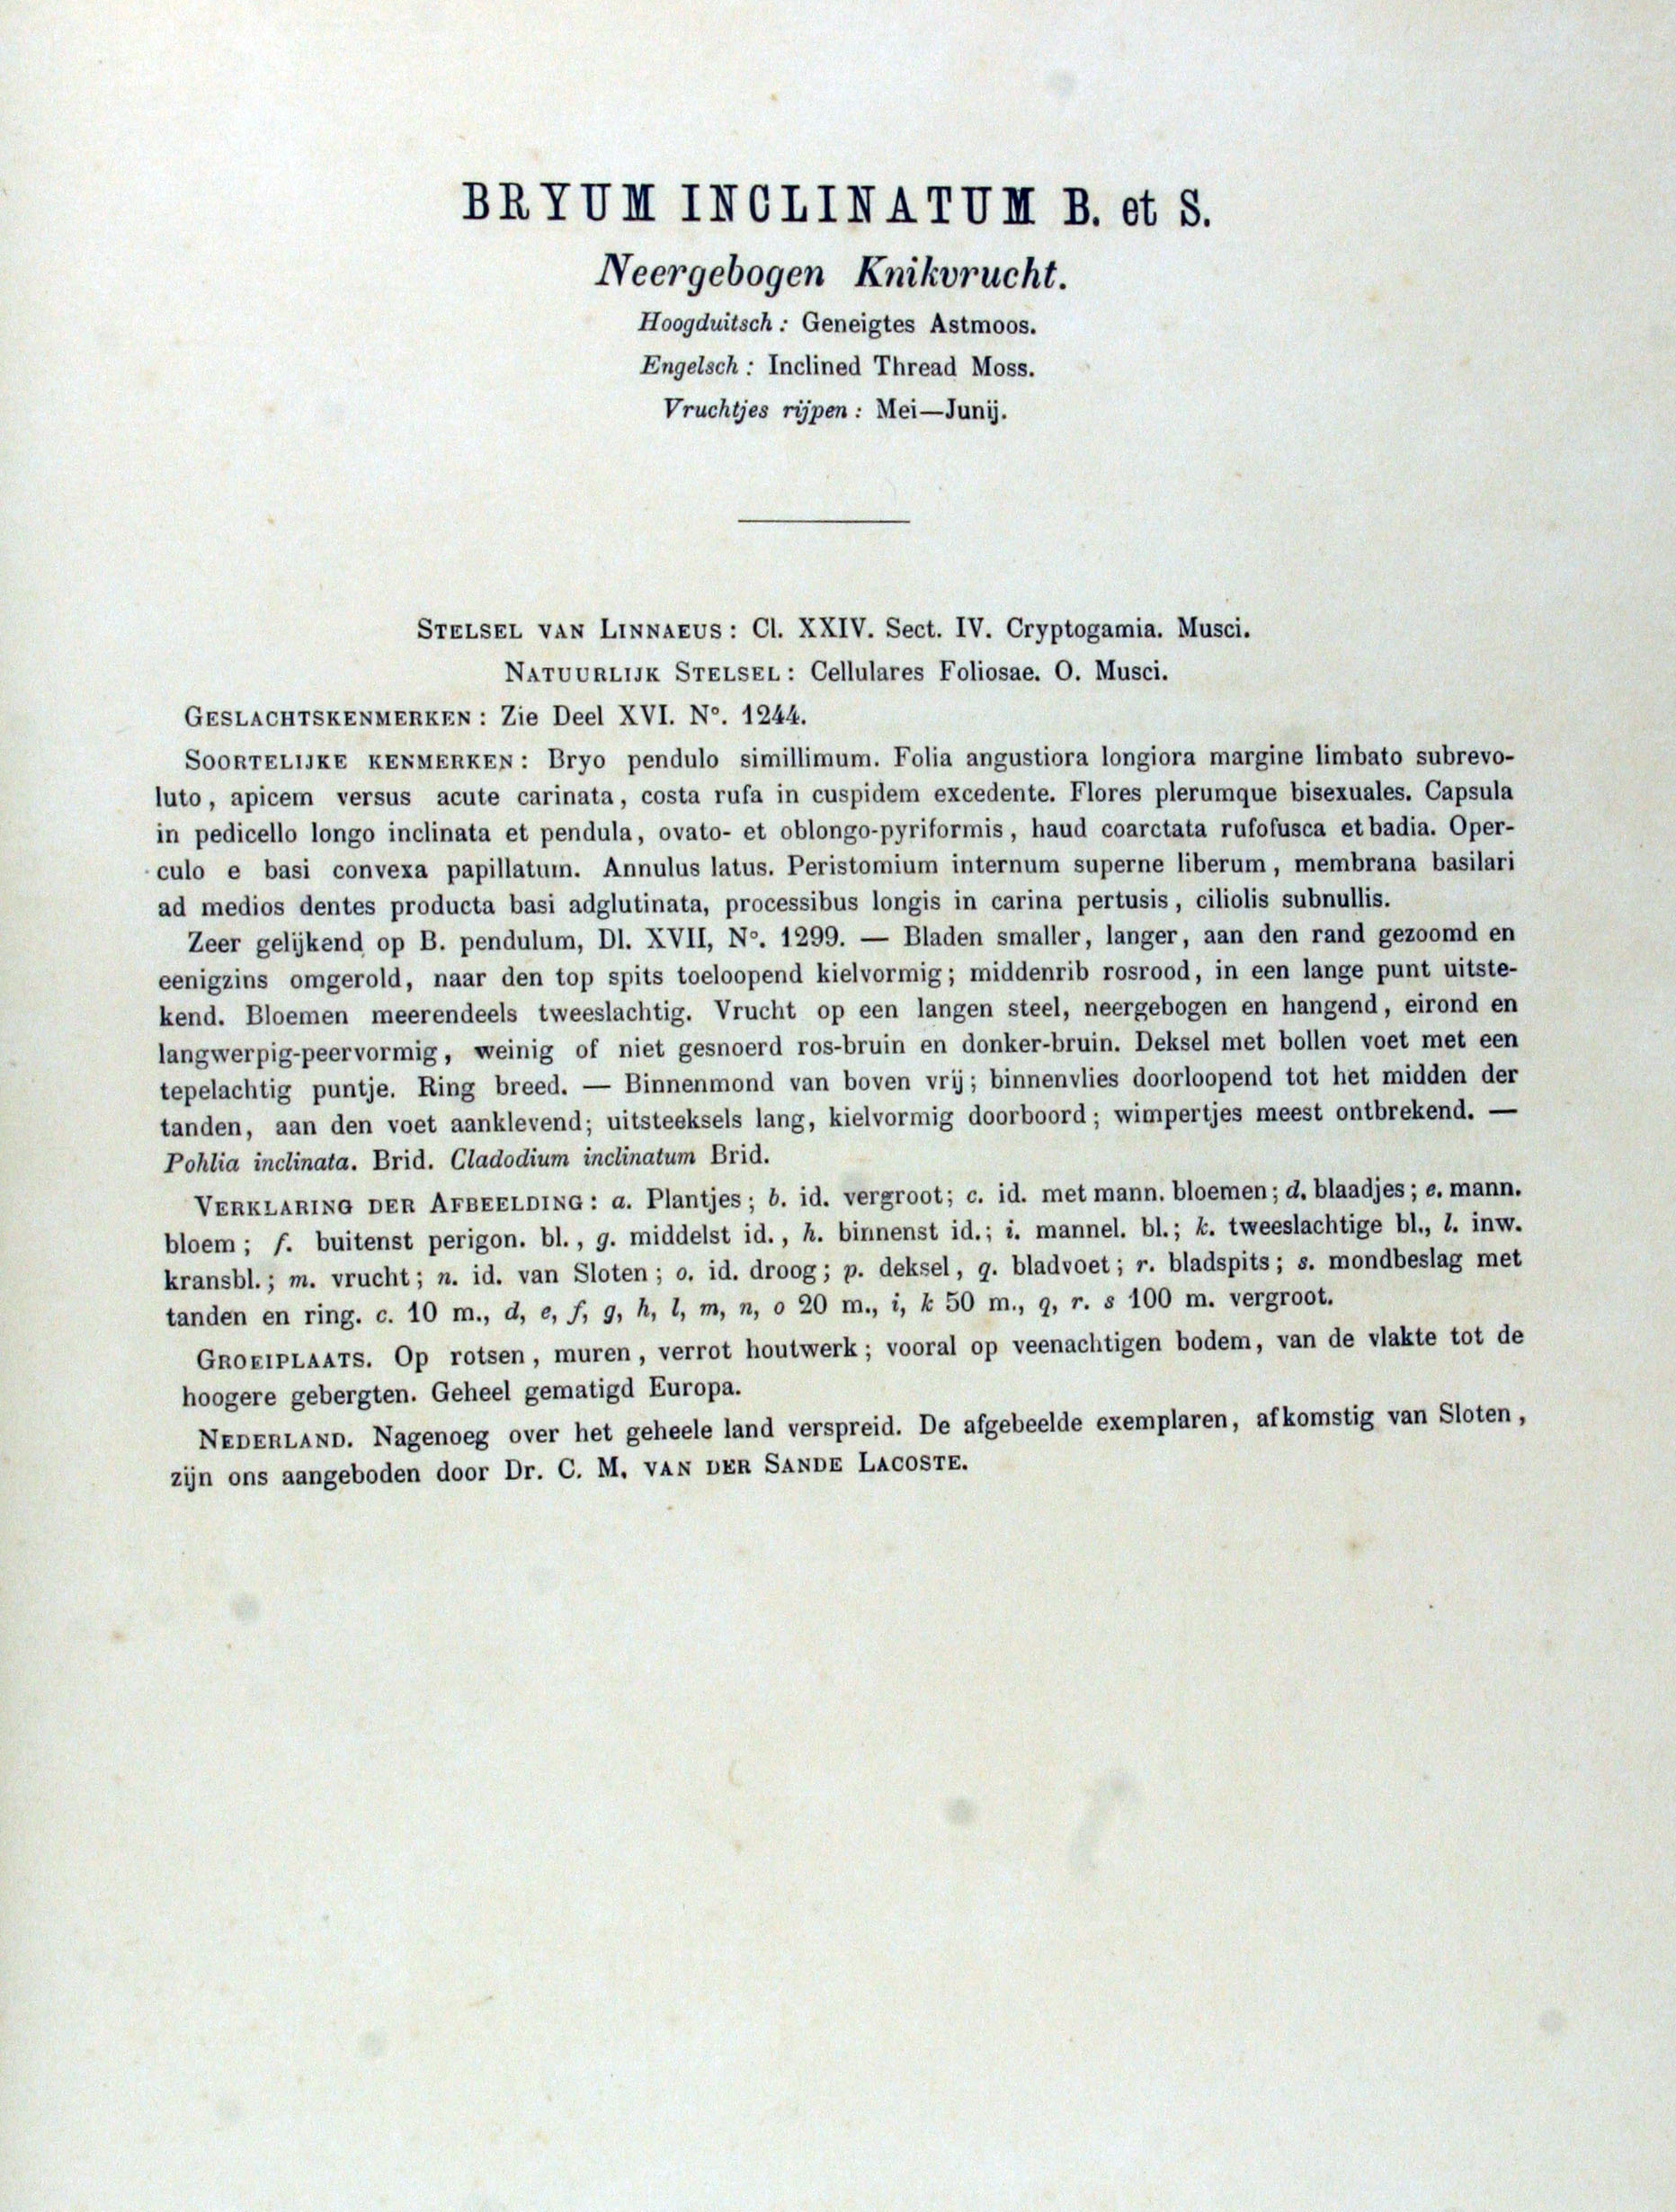 BRYUM INCLINATUM B. et S.
Neergebogen Knikvrucht.
Hoogduitsch : Geneigtes Astmoos.
Engelsch : Inclined Thread Moss.
Vruchtjes rijpen : Mei—Junij.
STELSEL VAN LINNAEUS : Cl. XXIV. Sect. IV. Cryptogamia. Musci.
NATUURLIJK STELSEL : Cellulares Foliosae. O. Musci.
GESLACHTSKENMERKEN : Zie Deel XVI. Nº. 1244.
SOORTELIJKE KENMERKEN : Bryo pendulo simillimum. Folia angustiora longiora margine limbato subrevo-
luto, apicem versus acute carinata, costa rufa in cuspidem excedente. Flores plerumque bisexuales. Capsula
in pedicello longo inclinata et pendula, ovato- et oblongo-pyriformis, haud coarctata rufofusca et badia. Oper-
culo e basi convexa papillatum. Annulus latus. Peristomium internum superne liberum, membrana basilari
ad medios dentes producta basi adglutinata, processibus longis in carina pertusis, ciliolis subnullis.
Zeer gelijkend op B. pendulum, Dl. XVII, Nº. 1299. — Bladen smaller, langer, aan den rand gezoomd en
eenigzins omgerold, naar den top spits toeloopend kielvormig; middenrib rosrood, in een lange punt uitste-
kend. Bloemen meerendeels tweeslachtig. Vrucht op een langen steel, neergebogen en hangend, eirond en
langwerpig-peervormig, weinig of niet gesnoerd ros-bruin en donker-bruin. Deksel met bollen voet met een
tepelachtig puntje. Ring breed. — Binnenmond van boven vrij; binnenvlies doorloopend tot het midden der
tanden, aan den voet aanklevend; uitsteeksels lang, kielvormig doorboord; wimpertjes meest ontbrekend. —
Pohlia inclinata. Brid. Cladodium inclinatum Brid.
VERKLARING DER AFBEELDING : a. Plantjes; b. id. vergroot; c. id. met mann. bloemen; d. blaadjes; e. mann.
bloem; f. buitenst perigon. bl., g. middelst id., h. binnenst id.; i. mannel. bl.; k. tweeslachtige bl., l. inw.
kransbl.; m. vrucht; n. id. van Sloten; o. id. droog; p. deksel, q. bladvoet; r. bladspits; s. mondbeslag met
tanden en ring. c. 10 m., d, e, f, g, h, l, m, n, o 20 m., i, k 50 m., q, r. s 100 m. vergroot.
GROEIPLAATS. Op rotsen, muren, verrot houtwerk; vooral op veenachtigen bodem, van de vlakte tot de
hoogere gebergten. Geheel gematigd Europa.
NEDERLAND. Nagenoeg over het geheele land verspreid. De afgebeelde exemplaren, afkomstig van Sloten,
zijn ons aangeboden door Dr. C. M. VAN DER SANDE LACOSTE.